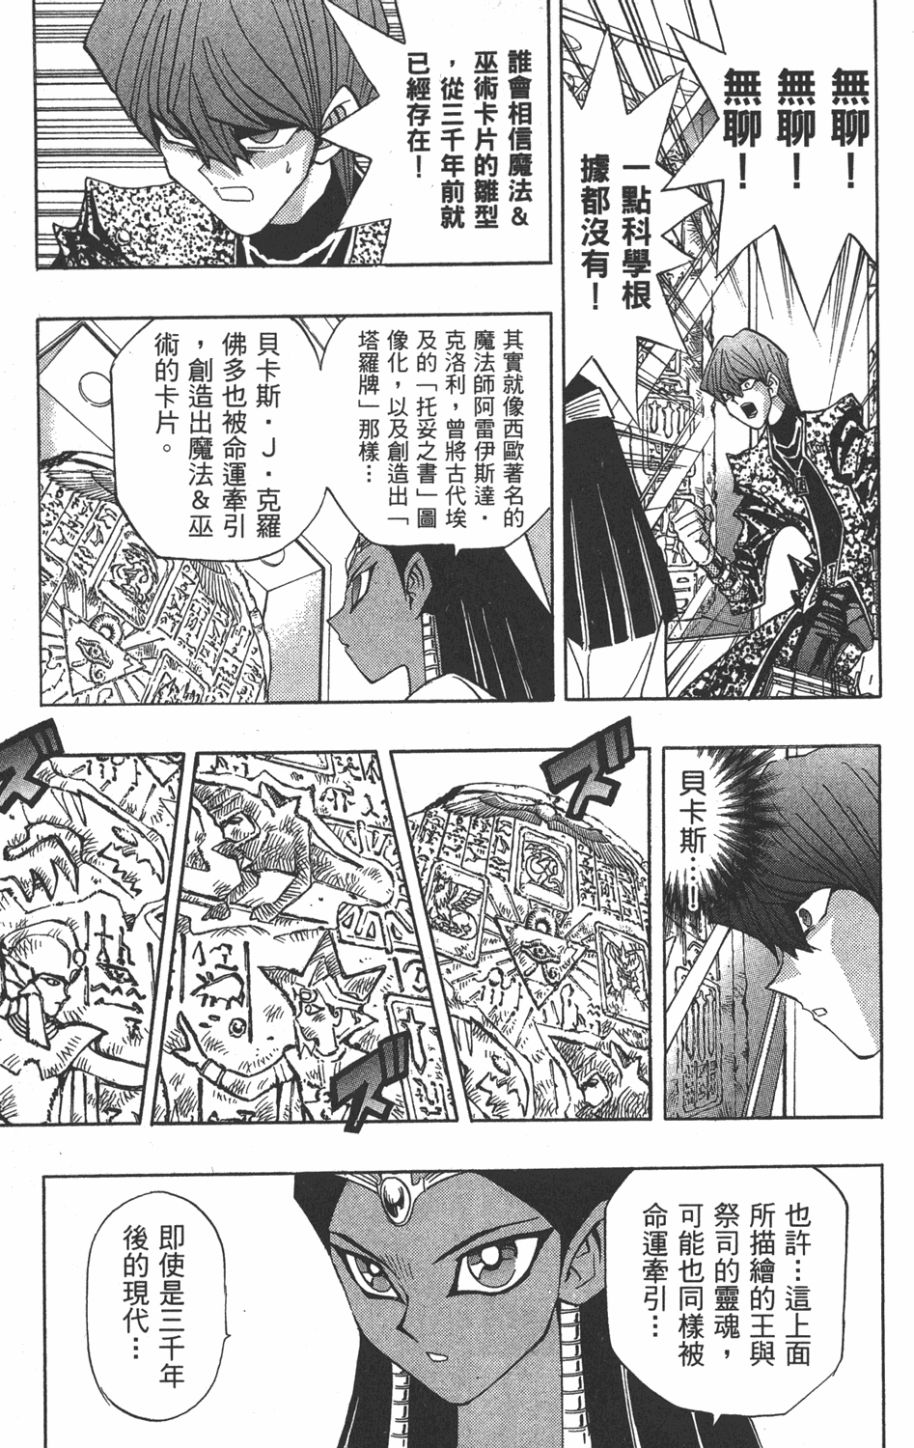 無聊！
無聊！
無聊！
一點科學根
據都沒有！
誰會相信魔法&
巫術卡片的雛型
，從三千年前就
已經存在！
其實就像西歐著名的
魔法師阿雷伊斯達．
克洛利，曾將古代埃
及的「托妥之書」圖
像化，以及創造出「
塔羅牌」那樣…
貝卡斯．J．克羅
佛多也被命運牽引
，創造出魔法&巫
術的卡片。
貝卡斯…！
ズ
ズ
ズ
也許…這上面
所描繪的王與
祭司的靈魂，
可能也同樣被
命運牽引…
即使是三千年
後的現代…